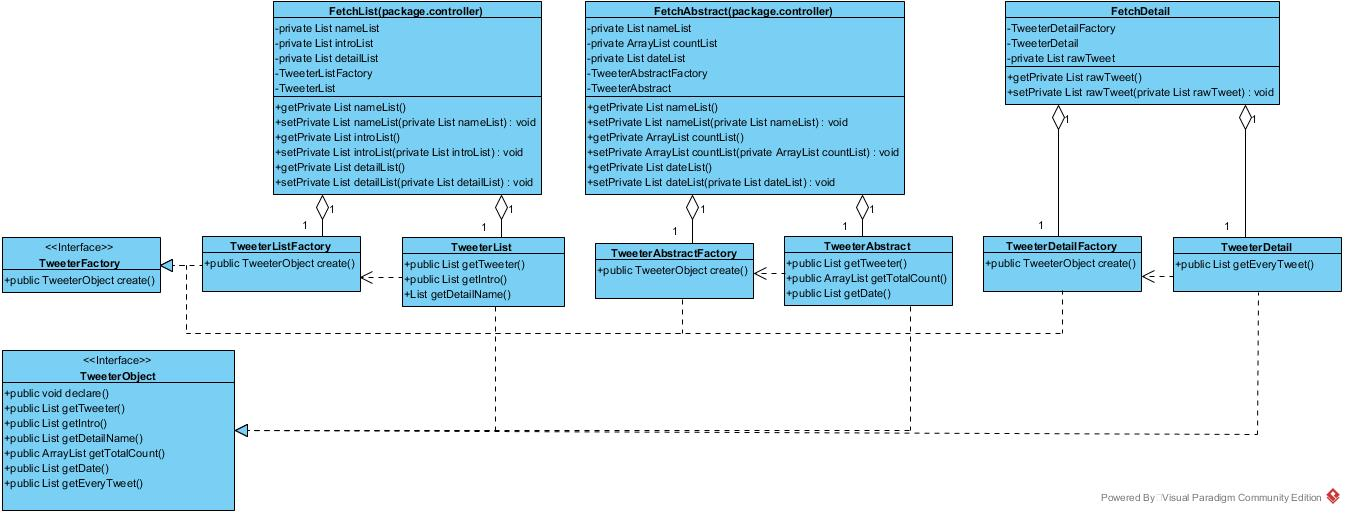 FetchList(package.controller)
-private List nameList
-private List introList
-private List detailList
-TweeterListFactory
-TweeterList
+getPrivate List nameList()
+setPrivate List nameList(private List nameList) : void
+getPrivate List introList()
+setPrivate List introList(private List introList) : void
+getPrivate List detailList()
+setPrivate List detailList(private List detailList) : void
FetchAbstract(package.controller)
-private List nameList
-private ArrayList countList
-private List dateList
-TweeterAbstractFactory
-TweeterAbstract
+getPrivate List nameList()
+setPrivate List nameList(private List nameList) : void
+getPrivate ArrayList countList()
+setPrivate ArrayList countList(private ArrayList countList) : void
+getPrivate List dateList()
+setPrivate List dateList(private List dateList) : void
FetchDetail
-TweeterDetailFactory
-TweeterDetail
-private List rawTweet
+getPrivate List rawTweet()
+setPrivate List rawTweet(private List rawTweet) : void
1
1
1
1
1
1
1
1
1
1
1
1
<<Interface>>
TweeterFactory
+public TweeterObject create()
TweeterListFactory
+public TweeterObject create()
TweeterList
+public List getTweeter()
+public List getIntro()
+List getDetailName()
TweeterAbstractFactory
+public TweeterObject create()
TweeterAbstract
+public List getTweeter()
+public ArrayList getTotalCount()
+public List getDate()
TweeterDetailFactory
+public TweeterObject create()
TweeterDetail
+public List getEveryTweet()
<<Interface>>
TweeterObject
+public void declare()
+public List getTweeter()
+public List getIntro()
+public List getDetailName()
+public ArrayList getTotalCount()
+public List getDate()
+public List getEveryTweet()
Powered By Visual Paradigm Community Edition